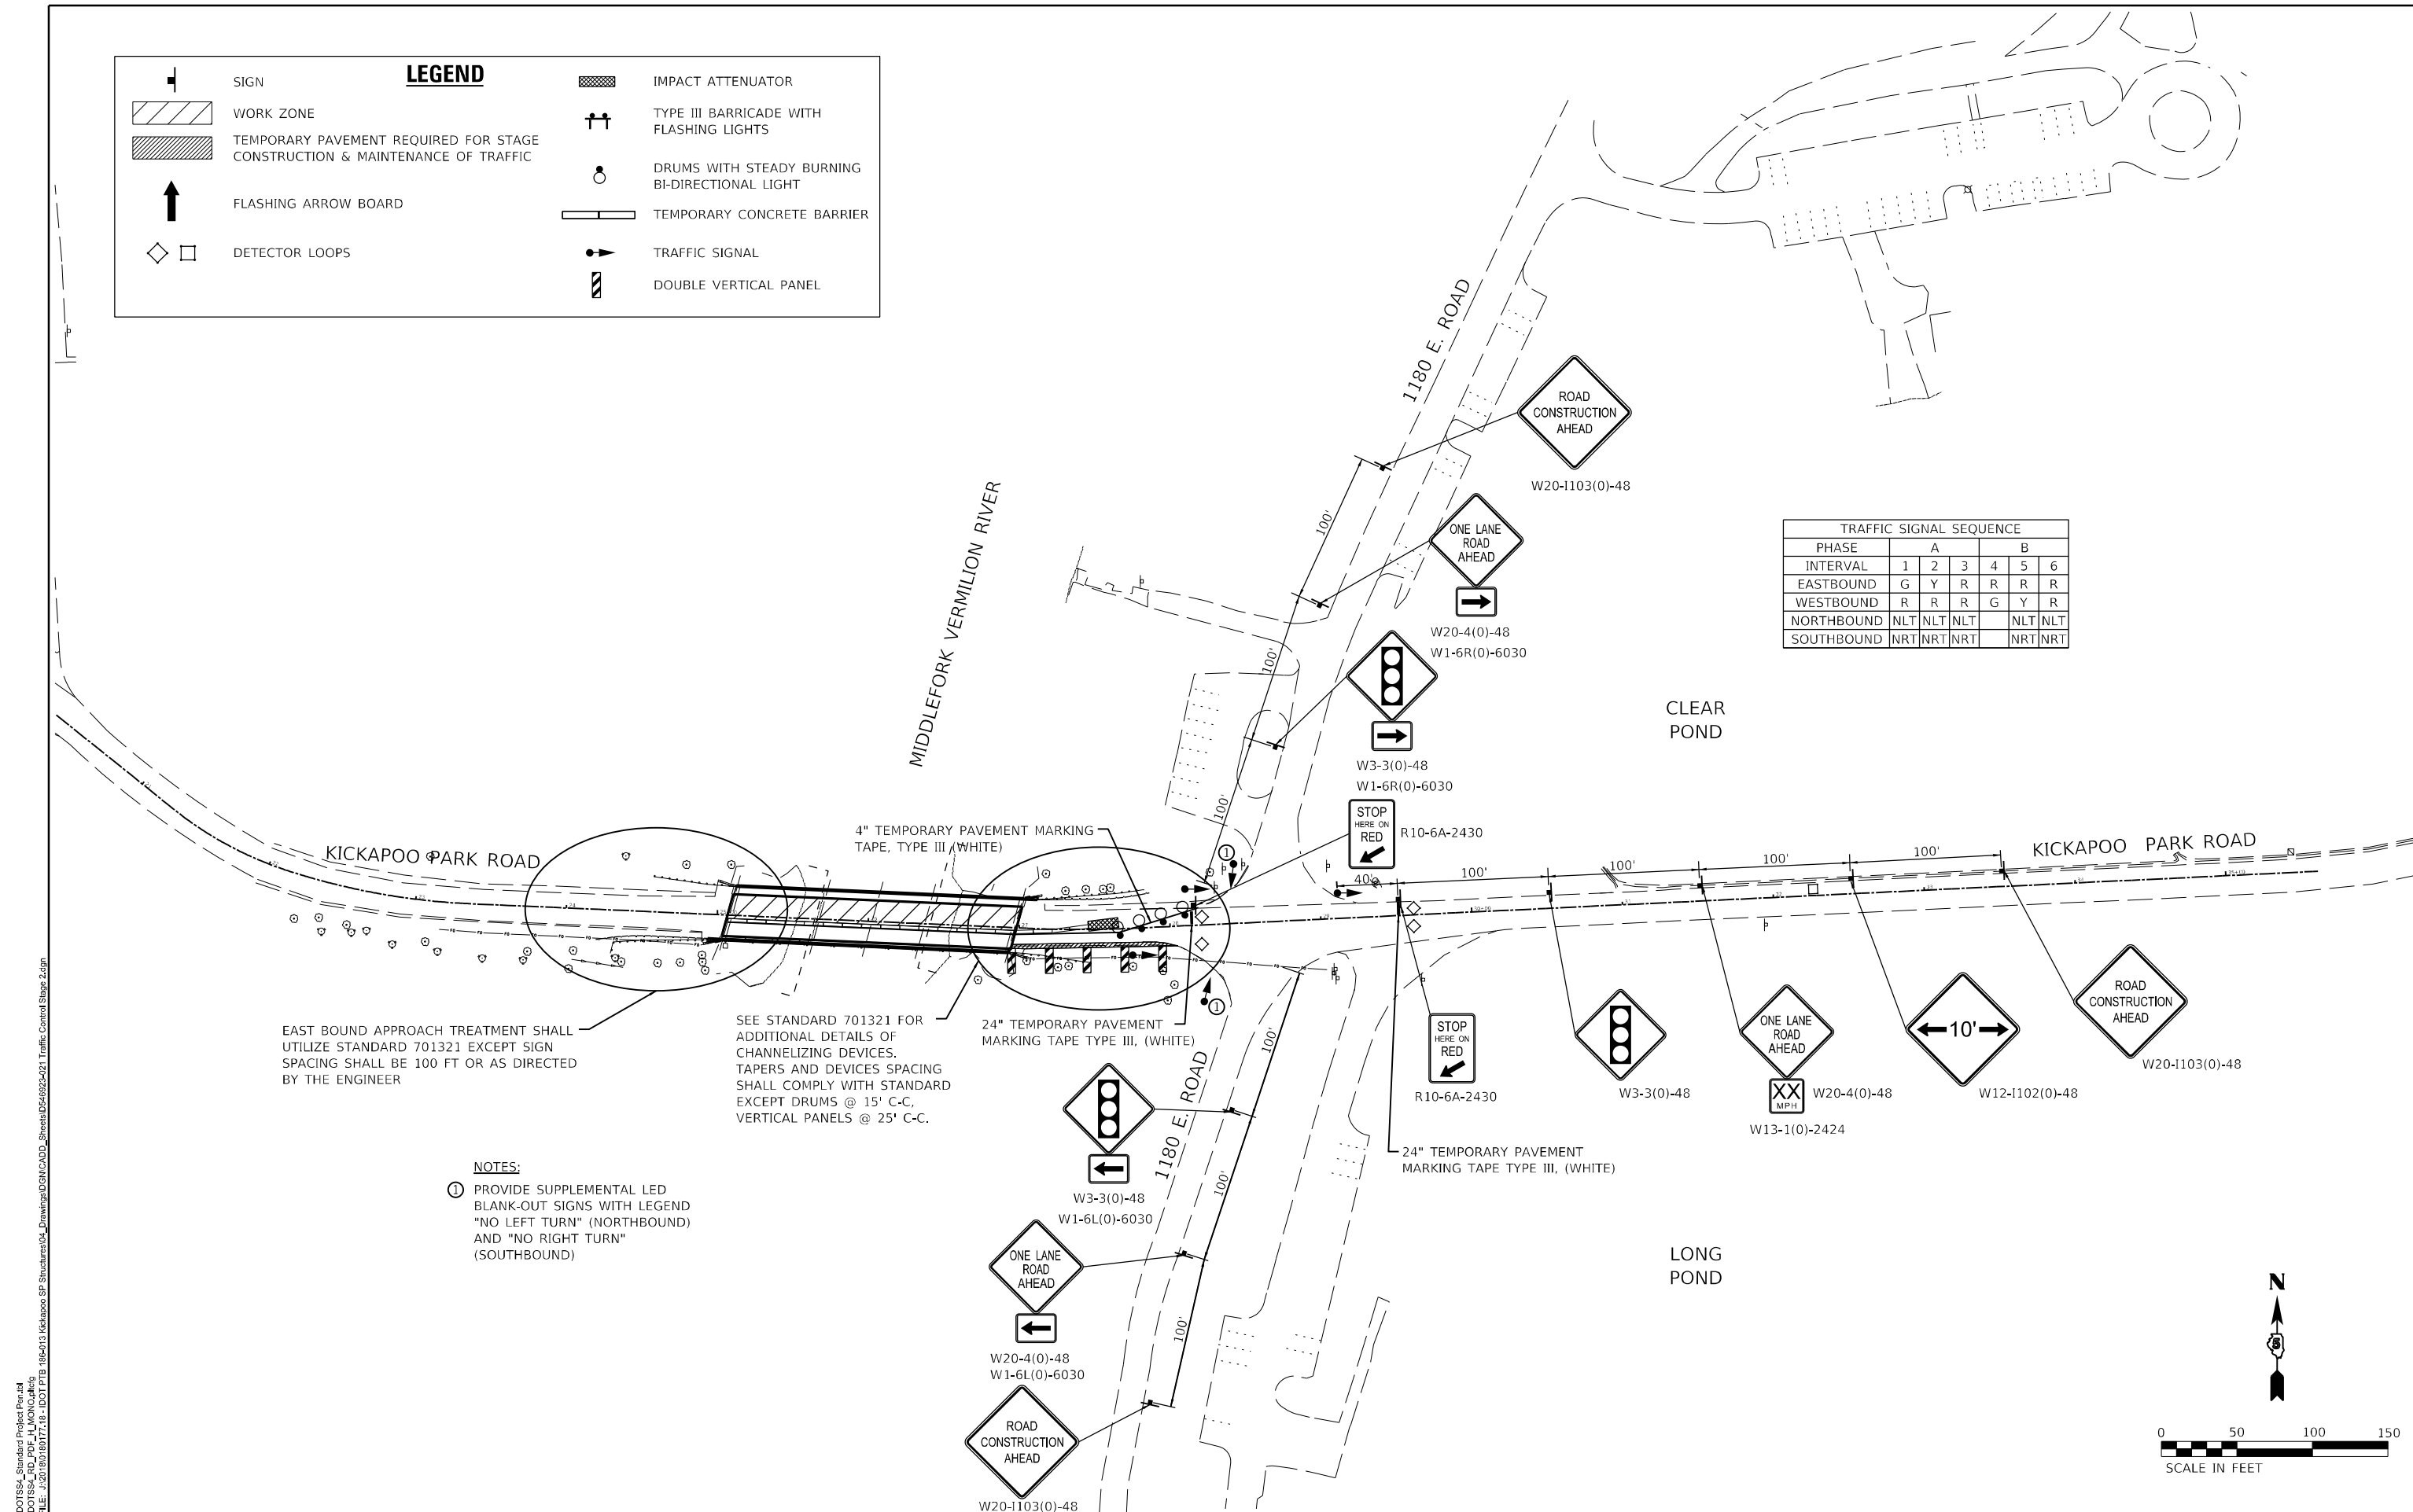 LEGEND
SIGN
WORK ZONE
TEMPORARY PAVEMENT REQUIRED FOR STAGE
CONSTRUCTION & MAINTENANCE OF TRAFFIC
FLASHING ARROW BOARD
DETECTOR LOOPS
IMPACT ATTENUATOR
TYPE III BARRICADE WITH
FLASHING LIGHTS
DRUMS WITH STEADY BURNING
BI-DIRECTIONAL LIGHT
TEMPORARY CONCRETE BARRIER
TRAFFIC SIGNAL
DOUBLE VERTICAL PANEL
1180 E. ROAD
ROAD
CONSTRUCTION
AHEAD
W20-I103(0)-48
100'
ONE LANE
ROAD
AHEAD
W20-4(0)-48
W1-6R(0)-6030
100'
W3-3(0)-48
W1-6R(0)-6030
100'
STOP
HERE ON
RED
R10-6A-2430
TRAFFIC SIGNAL SEQUENCE
PHASE A B
INTERVAL 1 2 3 4 5 6
EASTBOUND G Y R R R R
WESTBOUND R R R G Y R
NORTHBOUND NLT NLT NLT NLT NLT
SOUTHBOUND NRT NRT NRT NRT NRT
CLEAR
POND
MIDDLEFORK VERMILION RIVER
KICKAPOO PARK ROAD
4" TEMPORARY PAVEMENT MARKING
TAPE, TYPE III (WHITE)
1
40'
100'
100'
100'
100'
KICKAPOO PARK ROAD
EAST BOUND APPROACH TREATMENT SHALL
UTILIZE STANDARD 701321 EXCEPT SIGN
SPACING SHALL BE 100 FT OR AS DIRECTED
BY THE ENGINEER
SEE STANDARD 701321 FOR
ADDITIONAL DETAILS OF
CHANNELIZING DEVICES.
TAPERS AND DEVICES SPACING
SHALL COMPLY WITH STANDARD
EXCEPT DRUMS @ 15' C-C,
VERTICAL PANELS @ 25' C-C.
24" TEMPORARY PAVEMENT
MARKING TAPE TYPE III, (WHITE)
1
STOP
HERE ON
RED
R10-6A-2430
W3-3(0)-48
ONE LANE
ROAD
AHEAD
XX
MPH
W20-4(0)-48
W13-1(0)-2424
10'
W12-I102(0)-48
ROAD
CONSTRUCTION
AHEAD
W20-I103(0)-48
24" TEMPORARY PAVEMENT
MARKING TAPE TYPE III, (WHITE)
100'
1180 E. ROAD
W3-3(0)-48
W1-6L(0)-6030
100'
ONE LANE
ROAD
AHEAD
W20-4(0)-48
W1-6L(0)-6030
100'
ROAD
CONSTRUCTION
AHEAD
W20-I103(0)-48
NOTES:
1 PROVIDE SUPPLEMENTAL LED
BLANK-OUT SIGNS WITH LEGEND
"NO LEFT TURN" (NORTHBOUND)
AND "NO RIGHT TURN"
(SOUTHBOUND)
LONG
POND
N
5
0 50 100 150
SCALE IN FEET